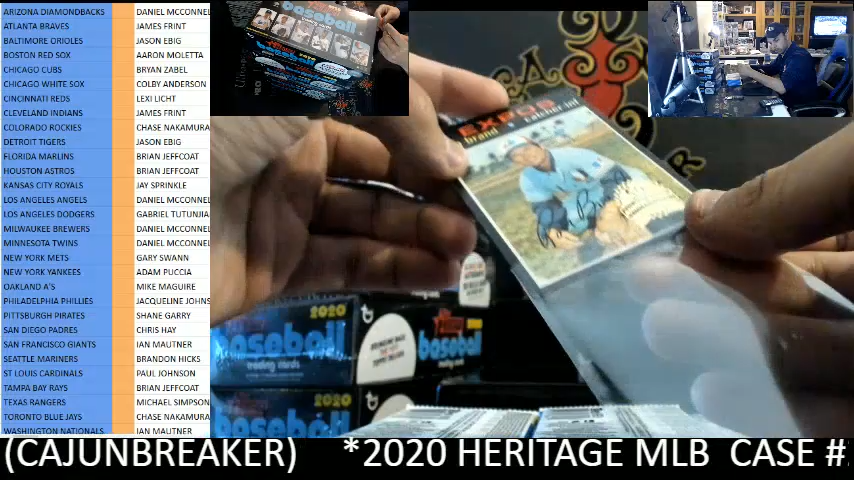 ARIZONA DIAMONDBACKS DANIEL MCCONNEL
ATLANTA BRAVES JAMES FRINT
BALTIMORE ORIOLES JASON EBIG
BOSTON RED SOX AARON MOLETTA
CHICAGO CUBS BRYAN ZABEL
CHICAGO WHITE SOX COLBY ANDERSON
CINCINNATI REDS LEXI LICHT
CLEVELAND INDIANS JAMES FRINT
COLORADO ROCKIES CHASE NAKAMURA
DETROIT TIGERS JASON EBIG
FLORIDA MARLINS BRIAN JEFFCOAT
HOUSTON ASTROS BRIAN JEFFCOAT
KANSAS CITY ROYALS JAY SPRINKLE
LOS ANGELS ANGELS DANIEL MCCONNEL
LOS ANGELES DODGERS GABRIEL TUTUNJIA
MILWAUKEE BREWERS DANIEL MCCONNEL
MINNESOTA TWINS DANIEL MCCONNEL
NEW YORK METS GARY SWANN
NEW YORK YANKEES ADAM PUCCIA
OAKLAND A'S MIKE MAGUIRE
PHILADELPHIA PHILLIES JACQUELINE JOHNS
PITTSBURGH PIRATES SHANE GARRY
SAN DIEGO PADRES CHRIS HAY
SAN FRANCISCO GIANTS IAN MAUTNER
SEATTLE MARINERS BRANDON HICKS
ST LOUIS CARDINALS PAUL JOHNSON
TAMPA BAY RAYS BRIAN JEFFCOAT
TEXAS RANGERS MICHAEL SIMPSON
TORONTO BLUE JAYS CHASE NAKAMURA
WASHINGTON NATIONALS IAN MAUTNER
baseball
EXPOS
2020
baseball
trading cards
baseball
2020
baseball
(CAJUNBREAKER) *2020 HERITAGE MLB CASE #